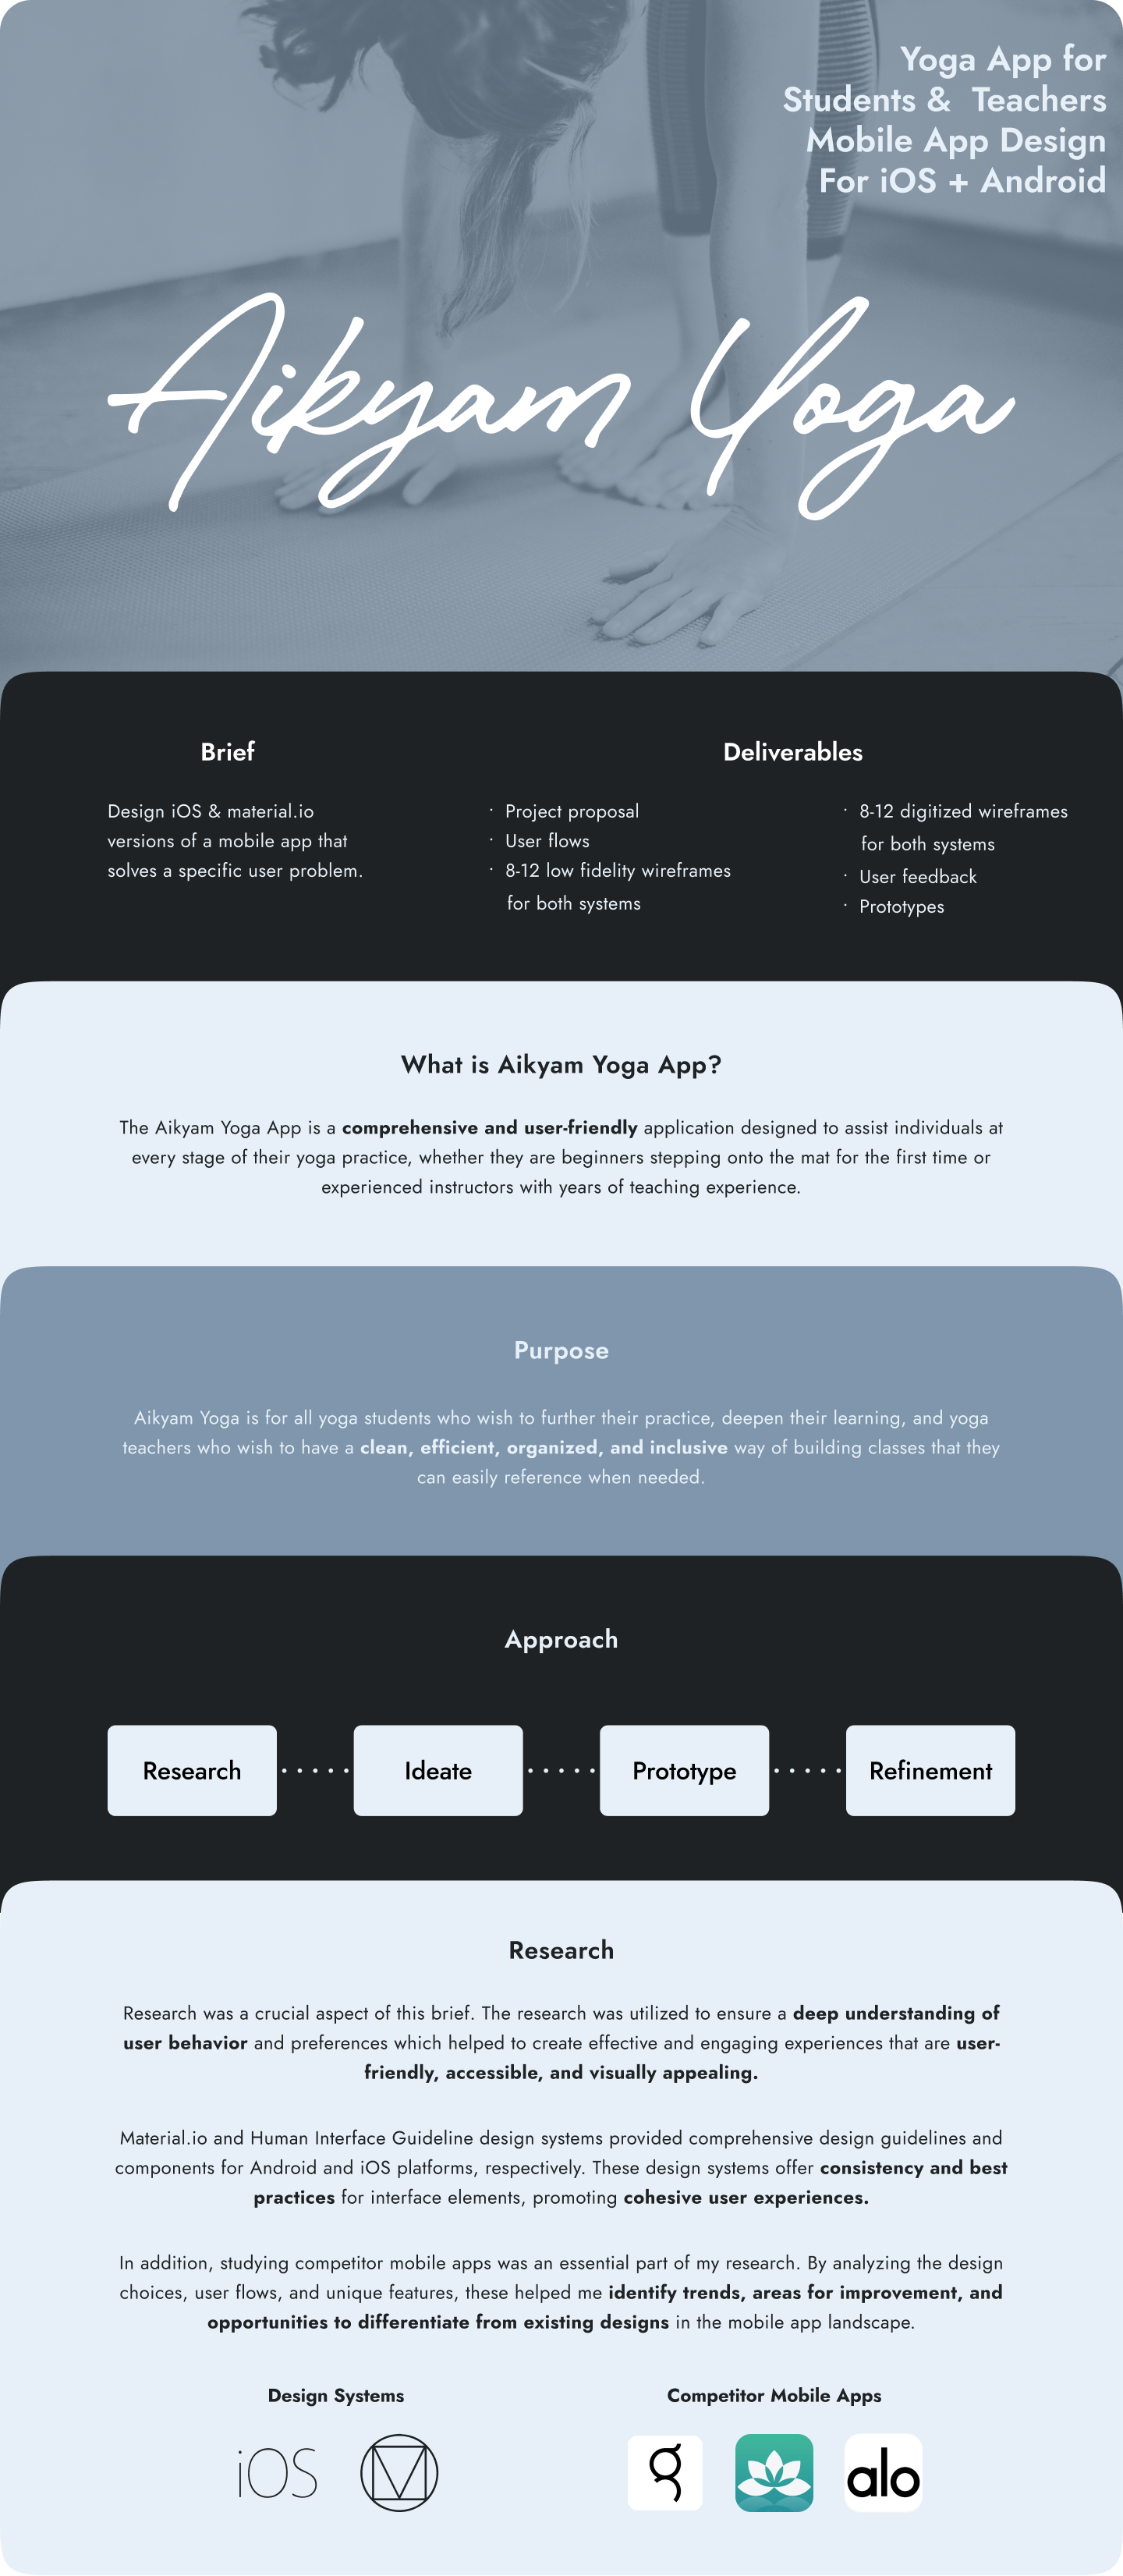 Yoga App for
Students &  Teachers
Mobile App Design
For iOS + Android
Aikyam Yoga
Brief
Design iOS & material.io
versions of a mobile app that
solves a specific user problem.
Deliverables
· Project proposal
· User flows
· 8-12 low fidelity wireframes
for both systems
· 8-12 digitized wireframes
for both systems
· User feedback
· Prototypes
What is Aikyam Yoga App?
The Aikyam Yoga App is a comprehensive and user-friendly application designed to assist individuals at
every stage of their yoga practice, whether they are beginners stepping onto the mat for the first time or
experienced instructors with years of teaching experience.
Purpose
Aikyam Yoga is for all yoga students who wish to further their practice, deepen their learning, and yoga
teachers who wish to have a clean, efficient, organized, and inclusive way of building classes that they
can easily reference when needed.
Approach
Research
Ideate
Prototype
Refinement
Research
Research was a crucial aspect of this brief. The research was utilized to ensure a deep understanding of
user behavior and preferences which helped to create effective and engaging experiences that are user-
friendly, accessible, and visually appealing.
Material.io and Human Interface Guideline design systems provided comprehensive design guidelines and
components for Android and iOS platforms, respectively. These design systems offer consistency and best
practices for interface elements, promoting cohesive user experiences.
In addition, studying competitor mobile apps was an essential part of my research. By analyzing the design
choices, user flows, and unique features, these helped me identify trends, areas for improvement, and
opportunities to differentiate from existing designs in the mobile app landscape.
Design Systems
iOS
Competitor Mobile Apps
g
alo